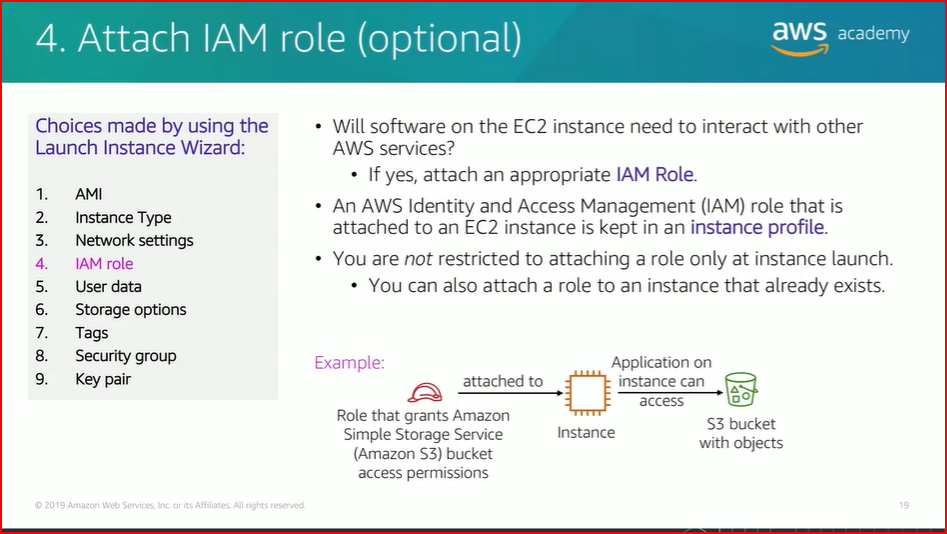 4. Attach IAM role (optional)
aws academy
Choices made by using the
Launch Instance Wizard:
1. AMI
2. Instance Type
3. Network settings
4. IAM role
5. User data
6. Storage options
7. Tags
8. Security group
9. Key pair
• Will software on the EC2 instance need to interact with other
AWS services?
• If yes, attach an appropriate IAM Role.
• An AWS Identity and Access Management (IAM) role that is
attached to an EC2 instance is kept in an instance profile.
• You are not restricted to attaching a role only at instance launch.
• You can also attach a role to an instance that already exists.
Example:
Role that grants Amazon
Simple Storage Service
(Amazon S3) bucket
access permissions
attached to
Instance
Application on
instance can
access
S3 bucket
with objects
© 2019 Amazon Web Services, Inc. or its Affiliates. All rights reserved.
19